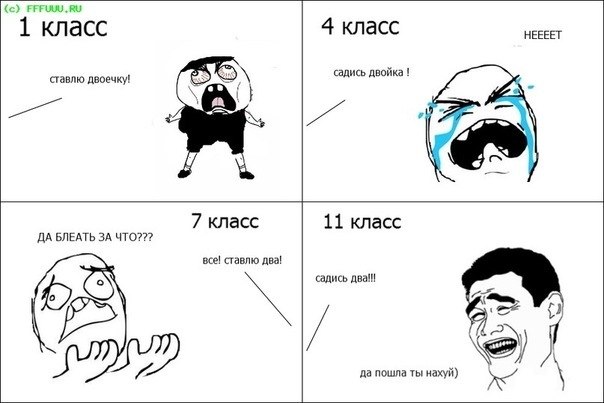 (c) FFFUUU.RU
1 класс
ставлю двоечку!
4 класс
НЕЕЕЕТ
садись двойка !
7 класс
ДА БЛЕАТЬ ЗА ЧТО???
все! ставлю два!
11 класс
садись два!!!
да пошла ты нахуй)